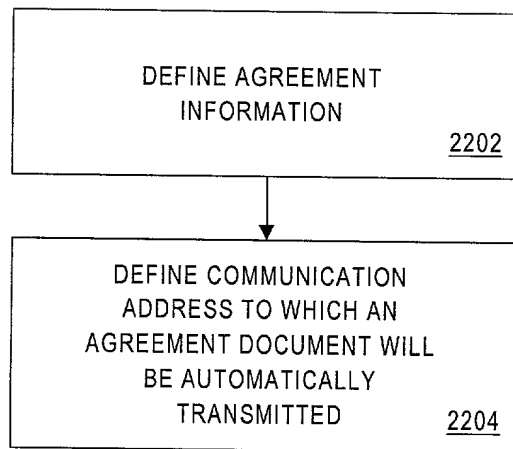 DEFINE AGREEMENT
INFORMATION
2202
DEFINE COMMUNICATION
ADDRESS TO WHICH AN
AGREEMENT DOCUMENT WILL
BE AUTOMATICALLY
TRANSMITTED
2204